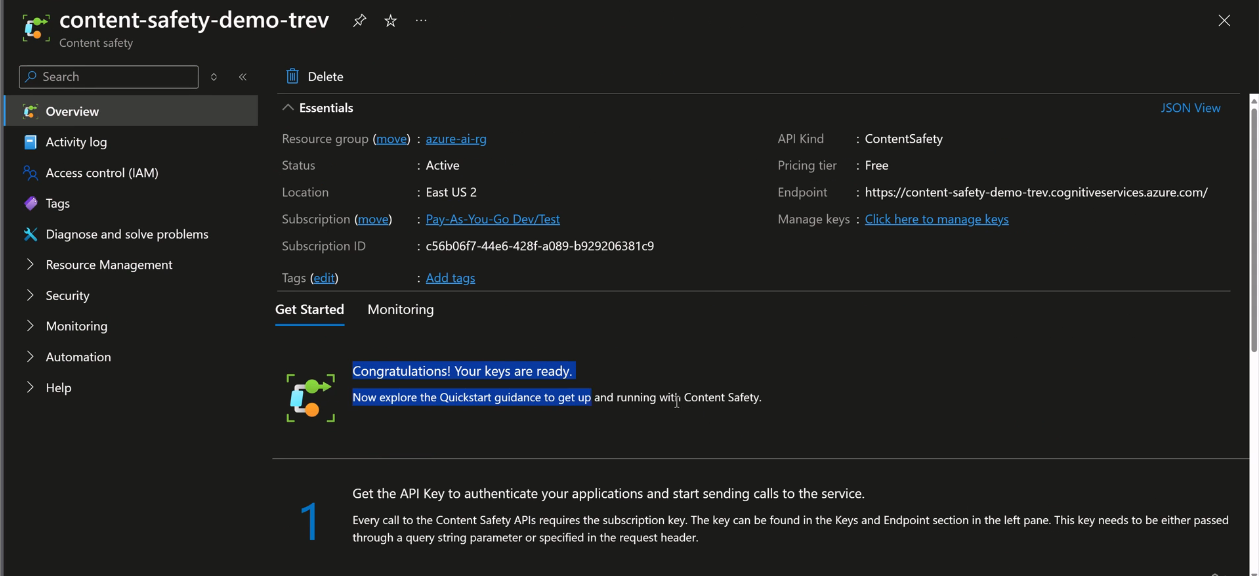 content-safety-demo-trev
Content safety
Search
Overview
Activity log
Access control (IAM)
Tags
Diagnose and solve problems
Resource Management
Security
Monitoring
Automation
Help
Delete
Essentials
JSON View
Resource group (move) : azure-ai-rg
Status : Active
Location : East US 2
Subscription (move) : Pay-As-You-Go Dev/Test
Subscription ID : c56b06f7-44e6-428f-a089-b929206381c9
Tags (edit) : Add tags
API Kind : ContentSafety
Pricing tier : Free
Endpoint : https://content-safety-demo-trev.cognitiveservices.azure.com/
Manage keys : Click here to manage keys
Get Started Monitoring
Congratulations! Your keys are ready.
Now explore the Quickstart guidance to get up and running with Content Safety.
1
Get the API Key to authenticate your applications and start sending calls to the service.
Every call to the Content Safety APIs requires the subscription key. The key can be found in the Keys and Endpoint section in the left pane. This key needs to be either passed
through a query string parameter or specified in the request header.